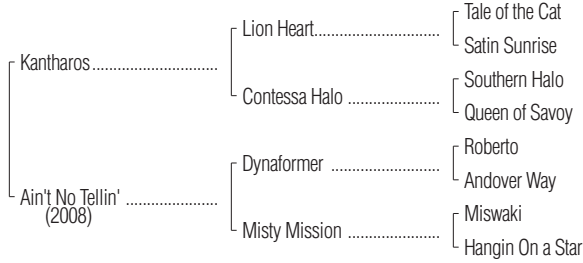 Tale of the Cat
Lion Heart
Satin Sunrise
Kantharos
Southern Halo
Contessa Halo
Queen of Savoy
Roberto
Dynaformer
Andover Way
Ain't No Tellin'
(2008)
Miswaki
Misty Mission
Hangin On a Star